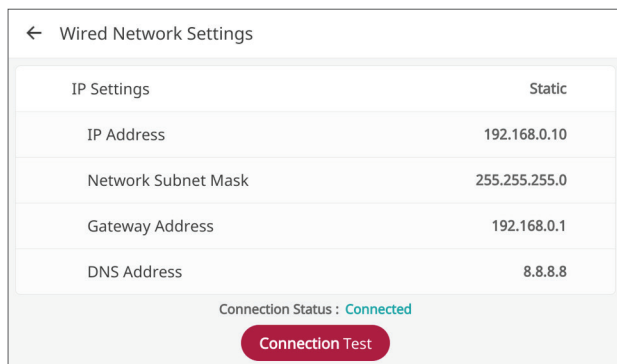 Wired Network Settings
IP Settings Static
IP Address 192.168.0.10
Network Subnet Mask 255.255.255.0
Gateway Address 192.168.0.1
DNS Address 8.8.8.8
Connection Status : Connected
Connection Test